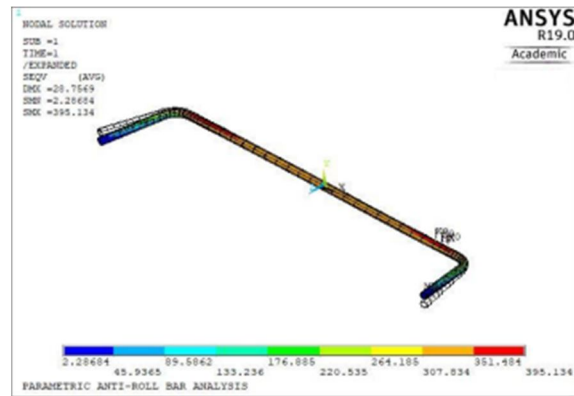 NODAL SOLUTION
SUB =1
TIME=1
/EXPANDED
SEQV (AVG)
DMX =28.7569
SMN =2.28684
SMX =395.134
ANSYS
R19.0
Academic
2.28684 89.5862 176.885 264.185 351.484
45.9365 133.236 220.535 307.834 395.134
PARAMETRIC ANTI-ROLL BAR ANALYSIS